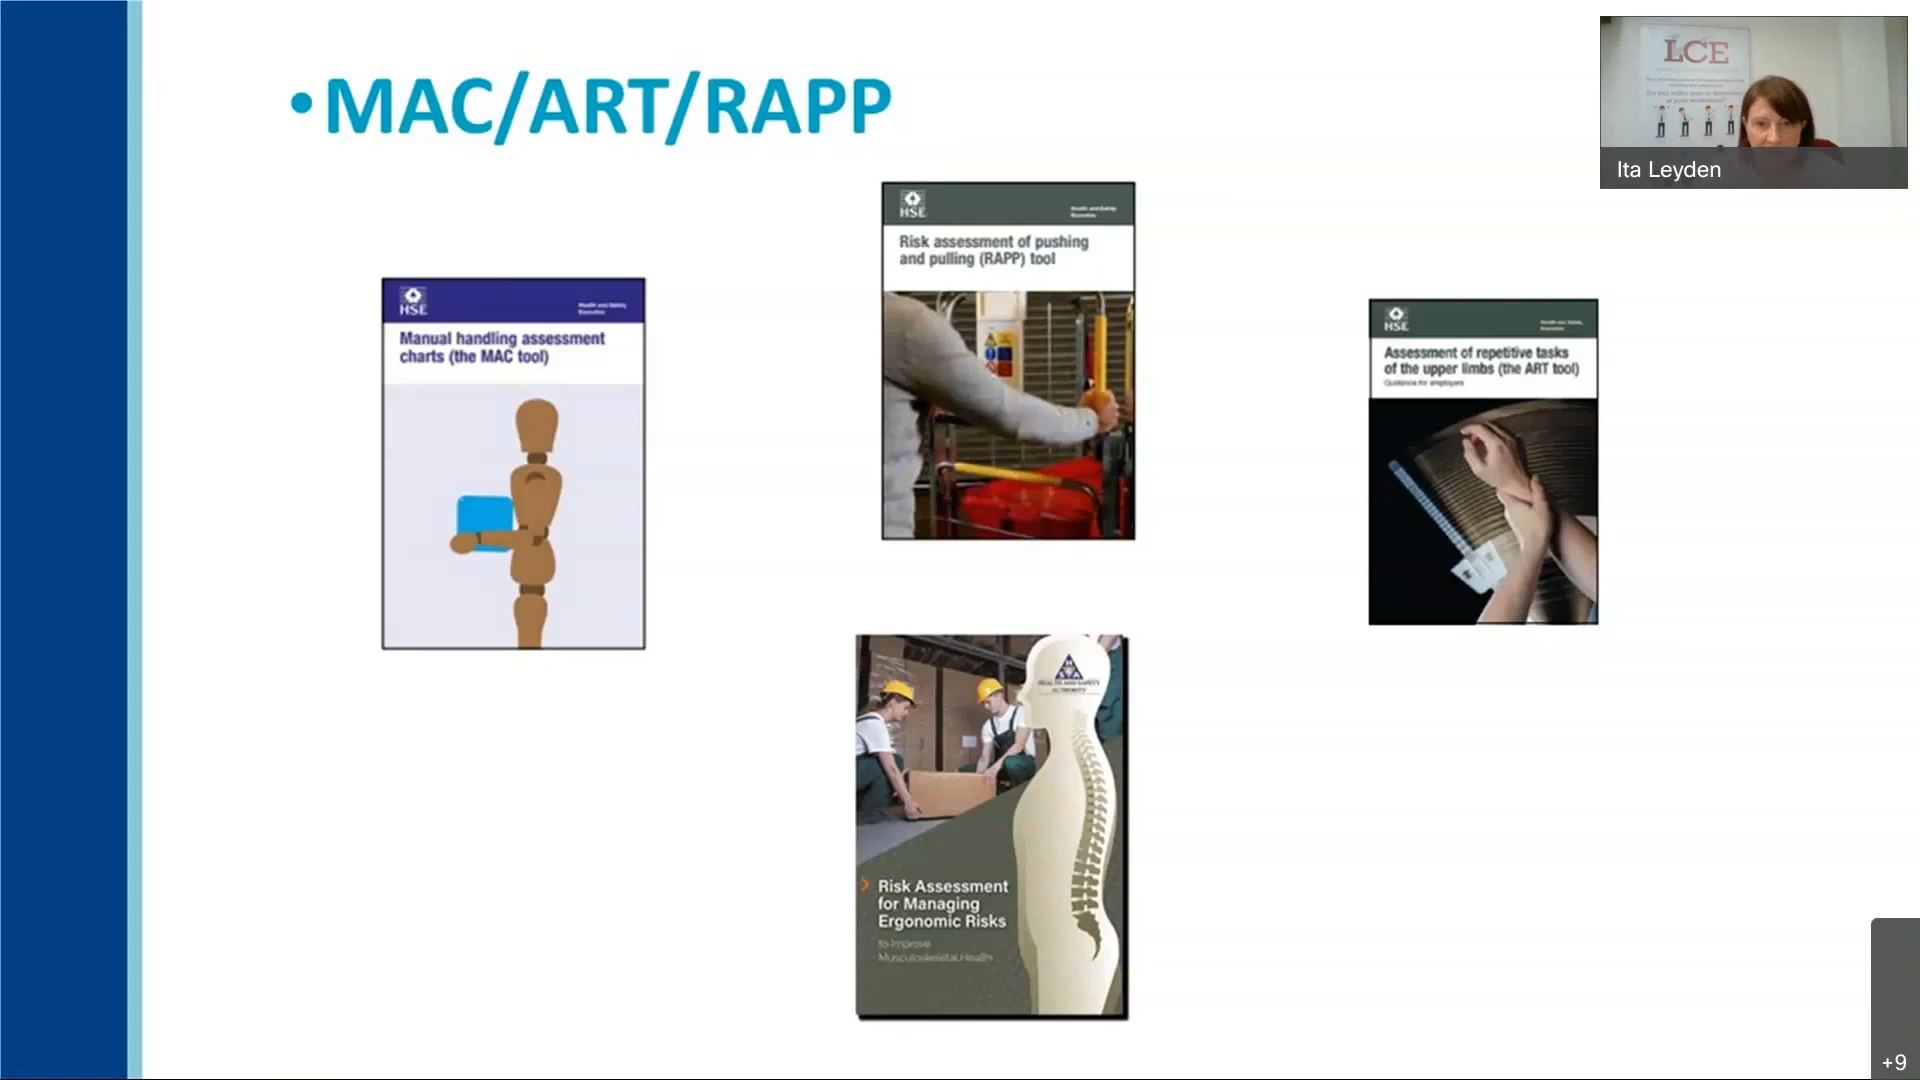 •MAC/ART/RAPP
LCE
Ita Leyden
HSE
Health and Safety
Executive
Risk assessment of pushing
and pulling (RAPP) tool
HSE
Health and Safety
Executive
Manual handling assessment
charts (the MAC tool)
HSE
Health and Safety
Executive
Assessment of repetitive tasks
of the upper limbs (the ART tool)
Guidance for employers
HEALTH AND SAFETY
AUTHORITY
Risk Assessment
for Managing
Ergonomic Risks
to Improve
Musculoskeletal Health
+9